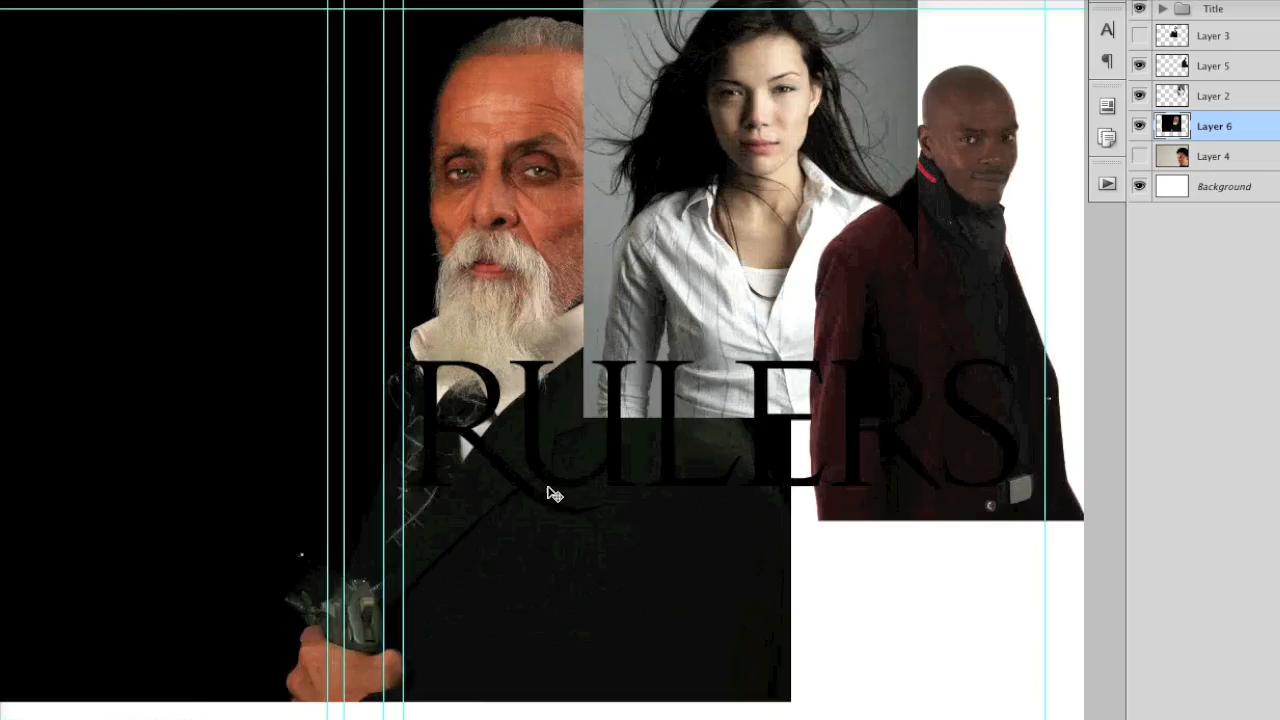 Title
Layer 3
Layer 5
Layer 2
Layer 6
Layer 4
Background
A
RULERS